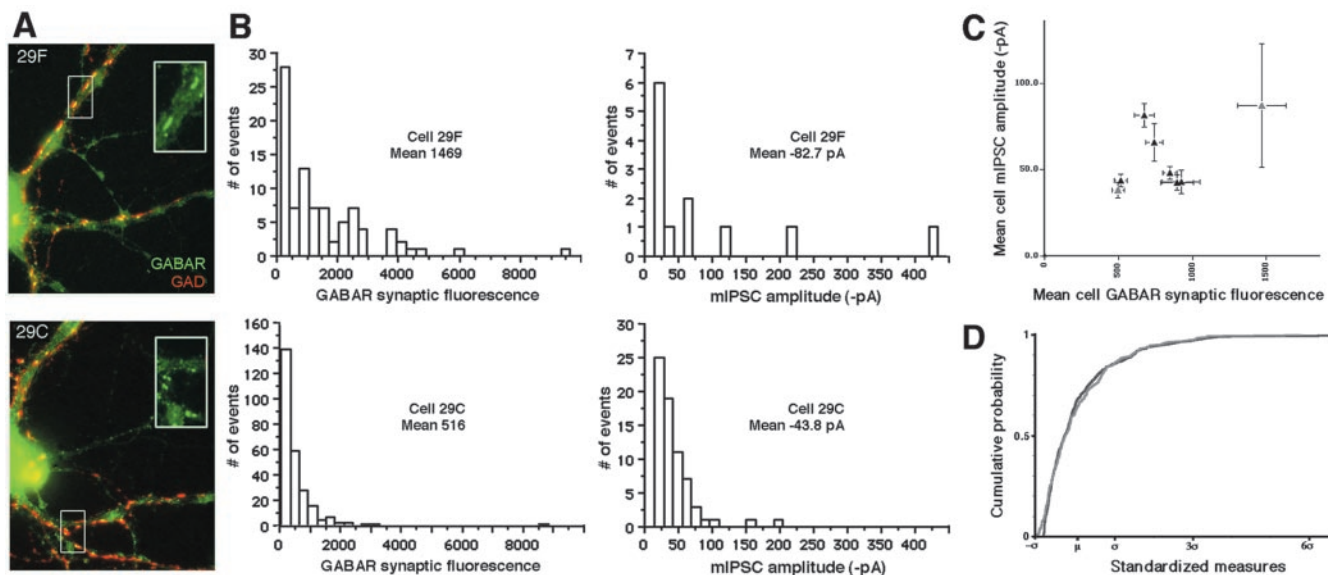 A
29F
GABAR
GAD
29C
B
30
25
20
15
10
5
0
0
2000
4000
6000
8000
# of events
Cell 29F
Mean 1469
GABAR synaptic fluorescence
8
7
6
5
4
3
2
1
0
0
50
100
150
200
250
300
350
400
# of events
Cell 29F
Mean -82.7 pA
mIPSC amplitude (-pA)
160
140
120
100
80
60
40
20
0
0
2000
4000
6000
8000
# of events
Cell 29C
Mean 516
GABAR synaptic fluorescence
30
25
20
15
10
5
0
0
50
100
150
200
250
300
350
400
# of events
Cell 29C
Mean -43.8 pA
mIPSC amplitude (-pA)
C
Mean cell mIPSC amplitude (-pA)
100.0
50.0
0.0
0
500
1000
1500
Mean cell GABAR synaptic fluorescence
D
Cumulative probability
1
0.5
0
-σ
μ
σ
3σ
6σ
Standardized measures